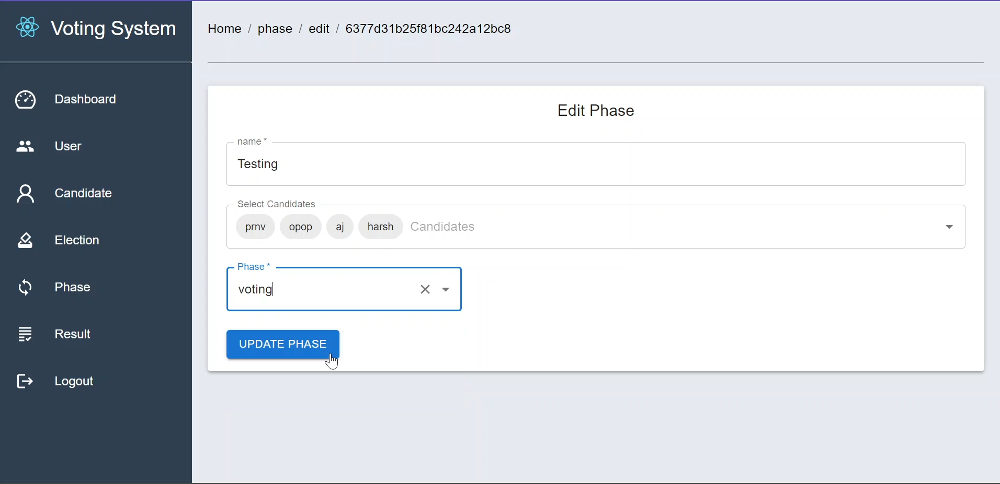 Voting System
Home / phase / edit / 6377d31b25f81bc242a12bc8
Dashboard
User
Candidate
Election
Phase
Result
Logout
Edit Phase
name *
Testing
Select Candidates
prnv opop aj harsh Candidates
Phase *
voting
UPDATE PHASE